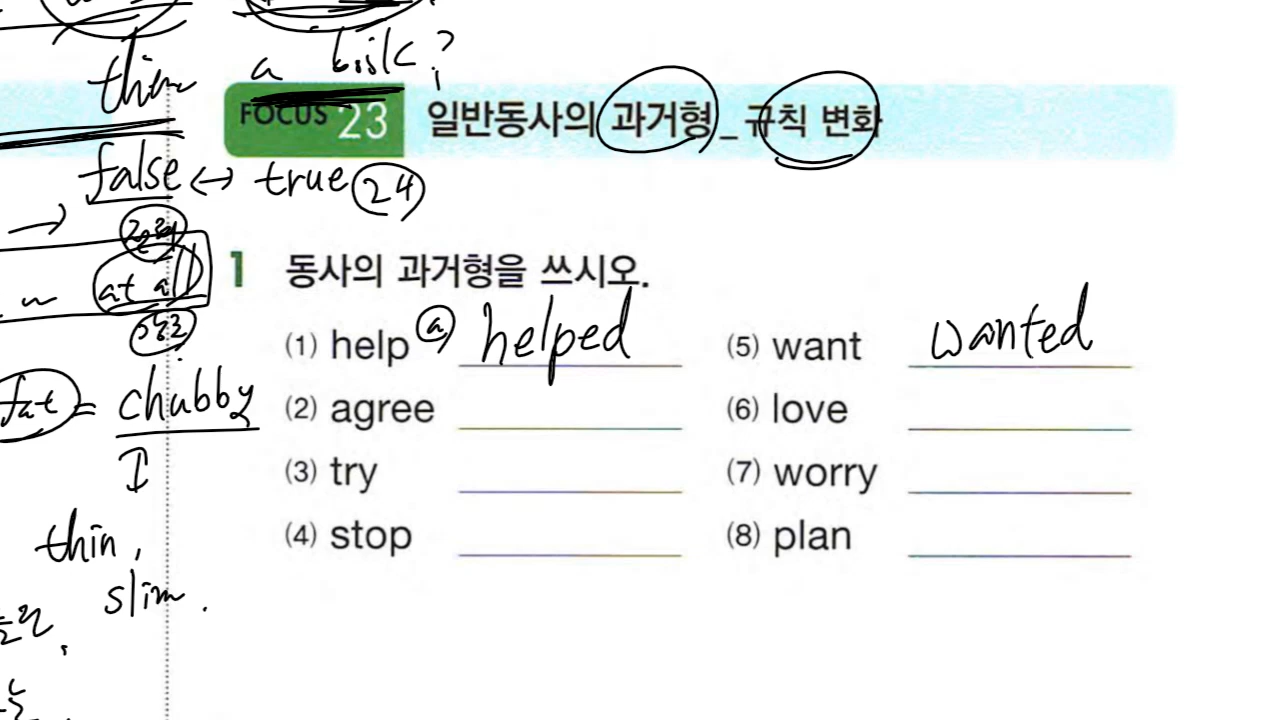 then
a book?
FOCUS 23 일반동사의 과거형_규칙 변화
false ↔ true 24
→
at all
1 동사의 과거형을 쓰시오.
(1) help ⓐ helped
(2) agree
(3) try
(4) stop
(5) want wanted
(6) love
(7) worry
(8) plan
fat = chubby
I
thin,
slim.